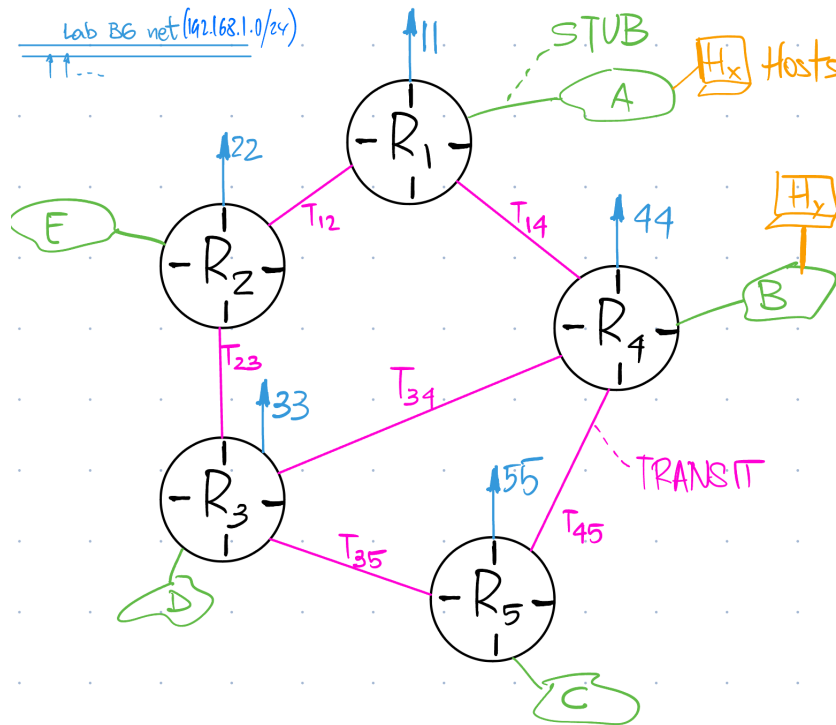 Lab BG net (192.168.1.0/24)
...
11
STUB
A
Hx Hosts
R1
22
E
T12
T14
44
Hy
R2
R4
B
T23
T34
33
TRANSIT
R3
55
T45
T35
R5
D
C